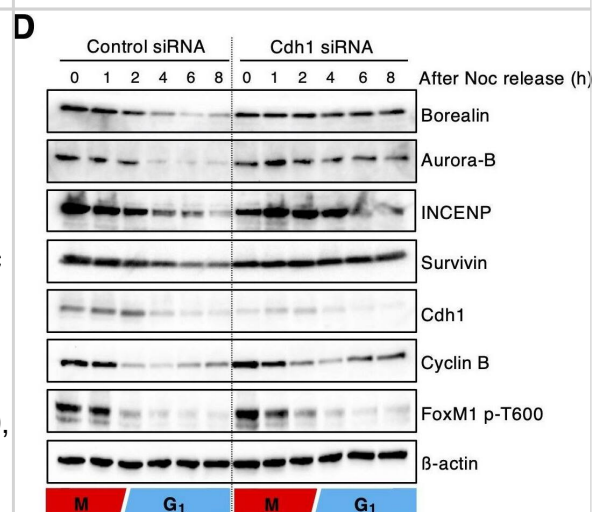 D
Control siRNA Cdh1 siRNA
0 1 2 4 6 8 0 1 2 4 6 8 After Noc release (h)
Borealin
Aurora-B
INCENP
Survivin
Cdh1
Cyclin B
FoxM1 p-T600
ß-actin
M G1 M G1